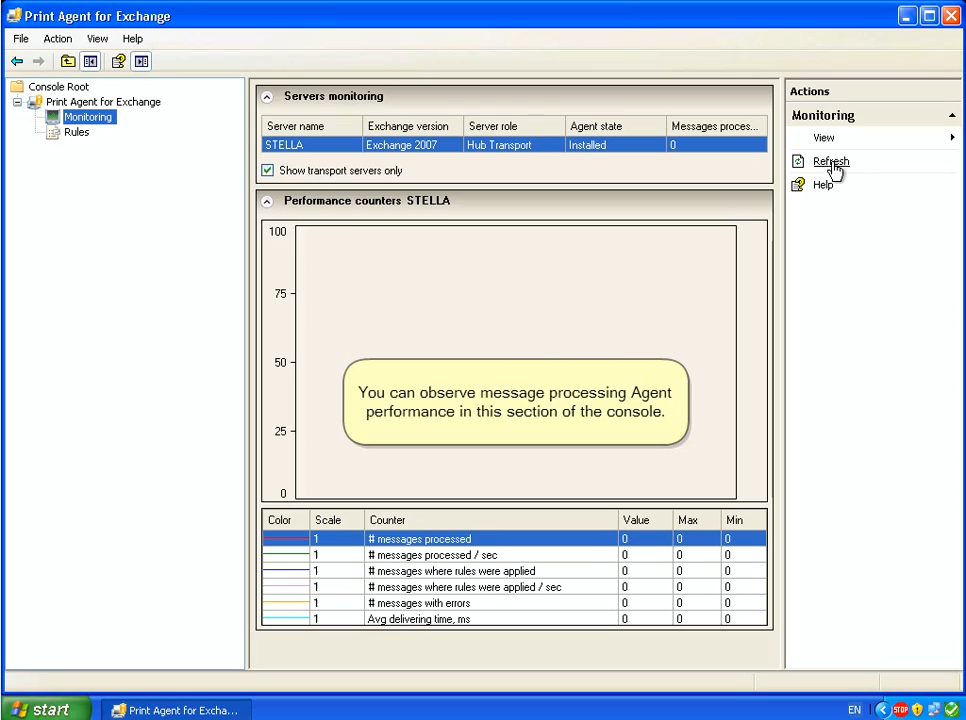 Print Agent for Exchange
File Action View Help
Console Root
Print Agent for Exchange
Monitoring
Rules
Servers monitoring
Server name Exchange version Server role Agent state Messages proces...
STELLA Exchange 2007 Hub Transport Installed 0
Show transport servers only
Performance counters STELLA
100
75
50
25
0
You can observe message processing Agent
performance in this section of the console.
Color Scale Counter Value Max Min
1 # messages processed 0 0 0
1 # messages processed / sec 0 0 0
1 # messages where rules were applied 0 0 0
1 # messages where rules were applied / sec 0 0 0
1 # messages with errors 0 0 0
1 Avg delivering time, ms 0 0 0
Actions
Monitoring
View
Refresh
Help
start
Print Agent for Excha...
EN
STOP